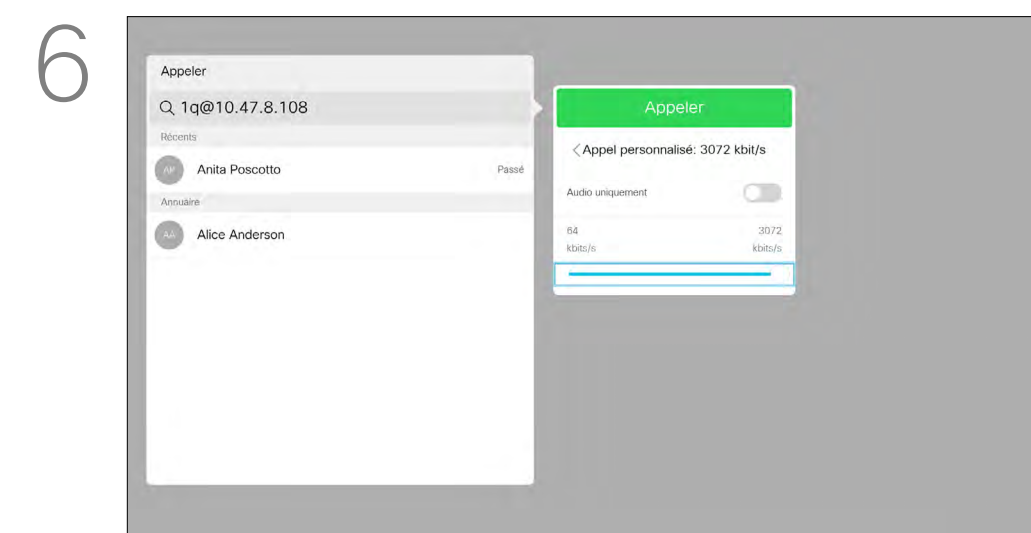 6
Appeler
1q@10.47.8.108
Récents
AP Anita Poscotto Passé
Annuaire
AA Alice Anderson
Appeler
Appel personnalisé: 3072 kbit/s
Audio uniquement
64 3072
kbits/s kbits/s